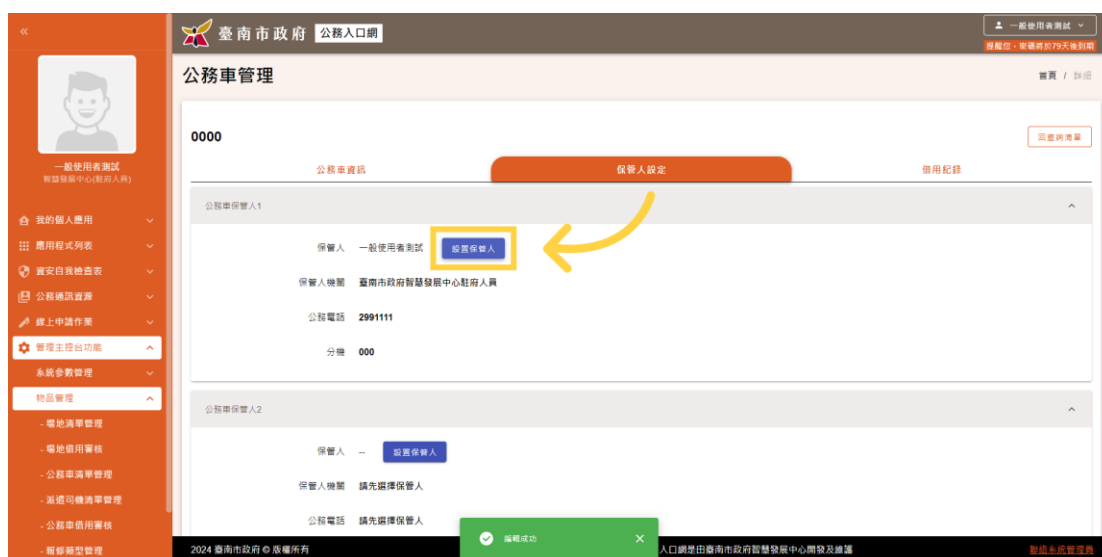 臺南市政府 公務入口網
一般使用者測試
提醒您，密碼將於79天後到期
一般使用者測試
智慧發展中心(駐府人員)
我的個人應用
應用程式列表
資安自我檢查表
公務通訊資源
線上申請作業
管理主控台功能
系統參數管理
物品管理
- 場地清單管理
- 場地借用審核
- 公務車清單管理
- 派遣司機清單管理
- 公務車借用審核
- 報修類型管理
公務車管理
首頁 / 詳細
0000
回查詢清單
公務車資訊
保管人設定
借用紀錄
公務車保管人1
保管人 一般使用者測試 設置保管人
保管人機關 臺南市政府智慧發展中心駐府人員
公務電話 2991111
分機 000
公務車保管人2
保管人 -- 設置保管人
保管人機關 請先選擇保管人
公務電話 請先選擇保管人
編輯成功
2024 臺南市政府 © 版權所有
入口網是由臺南市政府智慧發展中心開發及維護
聯絡系統管理員